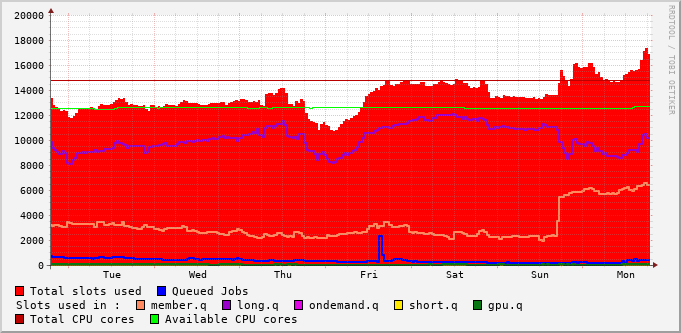 RRDTOOL / TOBI OETIKER
20000
18000
16000
14000
12000
10000
8000
6000
4000
2000
0
Tue Wed Thu Fri Sat Sun Mon
Total slots used Queued Jobs
Slots used in : member.q long.q ondemand.q short.q gpu.q
Total CPU cores Available CPU cores